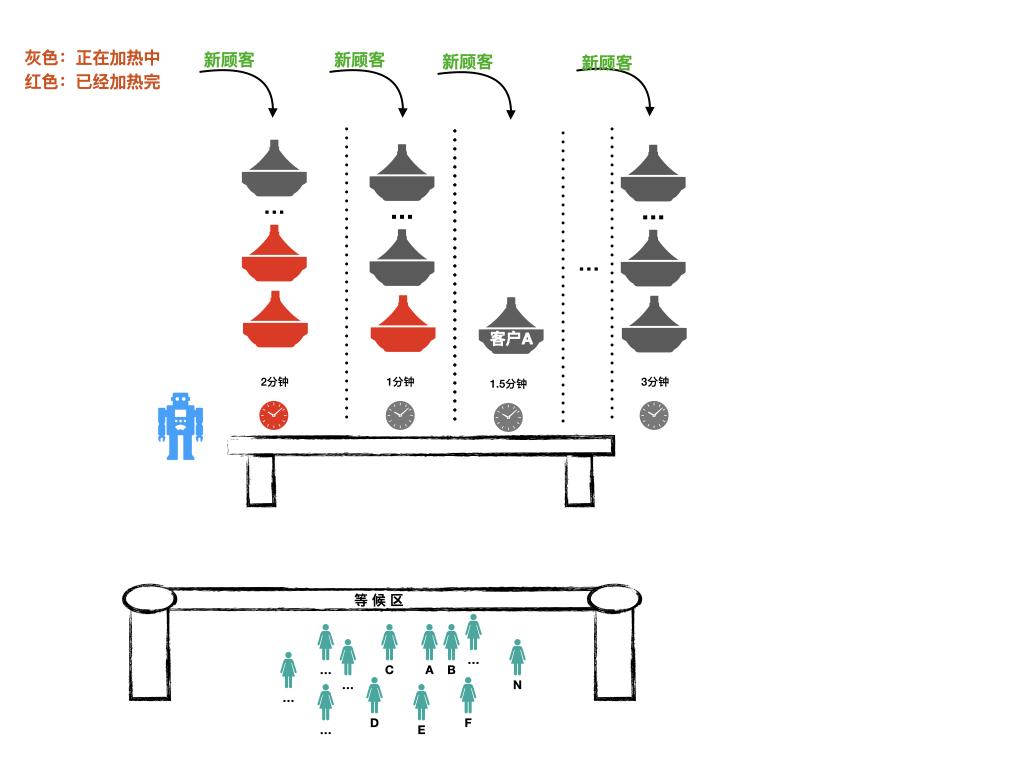 灰色：正在加热中
红色：已经加热完
新顾客
新顾客
新顾客
新顾客
...
...
...
...
客户A
2分钟
1分钟
1.5分钟
3分钟
等候区
...
C
A
B
...
...
N
...
D
E
F
...